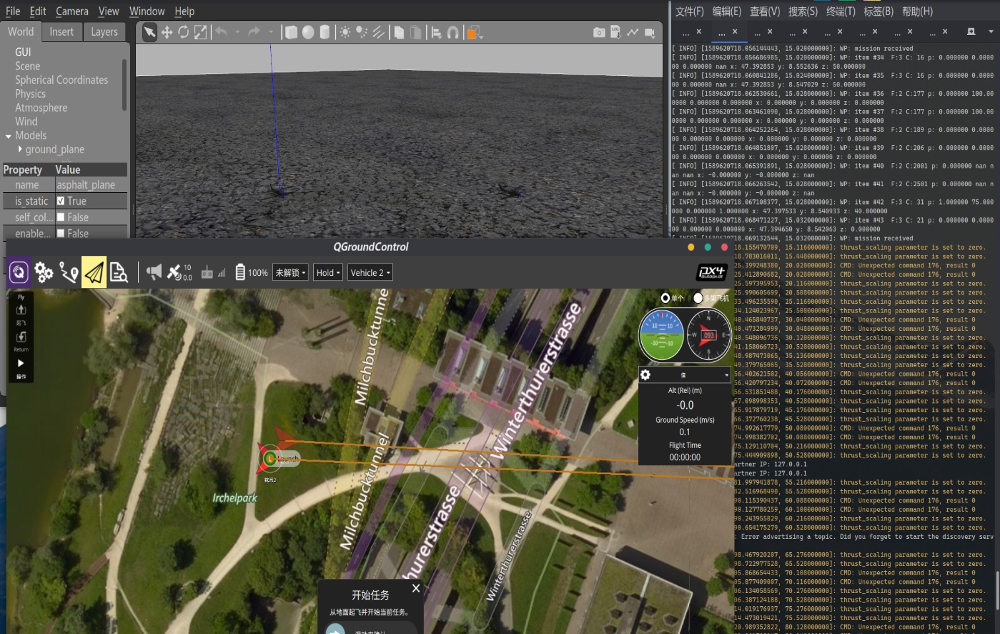 File Edit Camera View Window Help
World Insert Layers
GUI
Scene
Spherical Coordinates
Physics
Atmosphere
Wind
Models
ground_plane
Property Value
name asphalt_plane
is_static True
self_col... False
enable... False
LOG
文件(F) 编辑(E) 查看(V) 搜索(S) 终端(T) 标签(B) 帮助(H)
... × ... × ... × ... × ... × ... × ... × ... ×
[ INFO] [1589620718.056144443, 15.020000000]: WP: mission received
[ INFO] [1589620718.056686985, 15.020000000]: WP: item #34 F:3 C: 16 p: 0.000000 0.0000
00 0.000000 nan x: 47.392853 y: 8.552636 z: 50.000000
[ INFO] [1589620718.060841286, 15.024000000]: WP: item #35 F:3 C: 16 p: 0.000000 0.0000
00 0.000000 nan x: 47.392853 y: 8.547029 z: 50.000000
[ INFO] [1589620718.062530661, 15.028000000]: WP: item #36 F:2 C:177 p: 0.000000 100.00
0000 0.000000 0.000000 x: 0.000000 y: 0.000000 z: 0.000000
[ INFO] [1589620718.063461090, 15.028000000]: WP: item #37 F:2 C:177 p: 0.000000 100.00
0000 0.000000 0.000000 x: 0.000000 y: 0.000000 z: 0.000000
[ INFO] [1589620718.064252264, 15.028000000]: WP: item #38 F:2 C:189 p: 0.000000 0.0000
00 0.000000 0.000000 x: 0.000000 y: 0.000000 z: 0.000000
[ INFO] [1589620718.064851807, 15.028000000]: WP: item #39 F:2 C:206 p: 0.000000 0.0000
00 0.000000 0.000000 x: 0.000000 y: 0.000000 z: 0.000000
[ INFO] [1589620718.065391891, 15.028000000]: WP: item #40 F:2 C:2001 p: 0.000000 nan n
an nan x: -0.000000 y: -0.000000 z: nan
[ INFO] [1589620718.066263542, 15.028000000]: WP: item #41 F:2 C:2501 p: 0.000000 nan n
an nan x: -0.000000 y: -0.000000 z: nan
[ INFO] [1589620718.067108377, 15.028000000]: WP: item #42 F:3 C: 31 p: 1.000000 75.000
000 0.000000 1.000000 x: 47.397533 y: 8.540933 z: 40.000000
[ INFO] [1589620718.068471227, 15.032000000]: WP: item #43 F:3 C: 21 p: 0.000000 0.0000
00 0.000000 0.000000 x: 47.394650 y: 8.542063 z: 0.000000
[ INFO] [1589620718.069132544, 15.032000000]: WP: mission received
18.155470709, 15.116000000]: thrust_scaling parameter is set to zero.
18.783016011, 15.448000000]: thrust_scaling parameter is set to zero.
25.399248380, 20.020000000]: CMD: Unexpected command 176, result 0
25.412890682, 20.028000000]: CMD: Unexpected command 176, result 0
25.597395953, 20.116000000]: thrust_scaling parameter is set to zero.
25.990605699, 20.508000000]: thrust_scaling parameter is set to zero.
33.496235590, 25.116000000]: thrust_scaling parameter is set to zero.
34.124023967, 25.508000000]: thrust_scaling parameter is set to zero.
40.465840737, 30.040000000]: CMD: Unexpected command 176, result 0
40.473284999, 30.048000000]: CMD: Unexpected command 176, result 0
40.548096736, 30.120000000]: thrust_scaling parameter is set to zero.
41.158066723, 30.528000000]: thrust_scaling parameter is set to zero.
48.987473065, 35.136000000]: thrust_scaling parameter is set to zero.
49.379765065, 35.528000000]: thrust_scaling parameter is set to zero.
56.402621502, 40.056000000]: CMD: Unexpected command 176, result 0
56.420797234, 40.072000000]: CMD: Unexpected command 176, result 0
56.531851488, 40.176000000]: thrust_scaling parameter is set to zero.
57.098998353, 40.528000000]: thrust_scaling parameter is set to zero.
65.917879719, 45.176000000]: thrust_scaling parameter is set to zero.
66.372760238, 45.528000000]: thrust_scaling parameter is set to zero.
74.992617779, 50.080000000]: CMD: Unexpected command 176, result 0
74.998382702, 50.088000000]: CMD: Unexpected command 176, result 0
75.129110704, 50.216000000]: thrust_scaling parameter is set to zero.
75.444909898, 50.528000000]: thrust_scaling parameter is set to zero.
artner IP: 127.0.0.1
artner IP: 127.0.0.1
81.997941878, 55.216000000]: thrust_scaling parameter is set to zero.
82.516968490, 55.528000000]: thrust_scaling parameter is set to zero.
90.115390437, 60.088000000]: CMD: Unexpected command 176, result 0
90.127780259, 60.100000000]: CMD: Unexpected command 176, result 0
90.243955829, 60.216000000]: thrust_scaling parameter is set to zero.
90.654175279, 60.528000000]: thrust_scaling parameter is set to zero.
: Error advertising a topic. Did you forget to start the discovery serv
98.467920207, 65.276000000]: thrust_scaling parameter is set to zero.
98.722977528, 65.528000000]: thrust_scaling parameter is set to zero.
05.868654433, 70.108000000]: CMD: Unexpected command 176, result 0
05.877409007, 70.116000000]: CMD: Unexpected command 176, result 0
06.134058569, 70.276000000]: thrust_scaling parameter is set to zero.
06.387124188, 70.528000000]: thrust_scaling parameter is set to zero.
14.019176937, 75.276000000]: thrust_scaling parameter is set to zero.
14.473019421, 75.528000000]: thrust_scaling parameter is set to zero.
20.989352822, 80.128000000]: CMD: Unexpected command 176, result 0
QGroundControl
10
0.0
100% 未解锁 Hold Vehicle 2
PX4
autopilot
Fly
起飞
Return
操作
单个 多架飞机
10 10
-10 10
N
W 093 E
S
值
Alt (Rel) (m)
-0.0
Ground Speed (m/s)
0.1
Flight Time
00:00:00
Milchbucktunnel
Winterthurerstrasse
Milchbucktunnel
L Launch
载具2
Irchelpark
thurerstrasse
Winterthurerstrasse
开始任务
从地面起飞并开始当前任务。